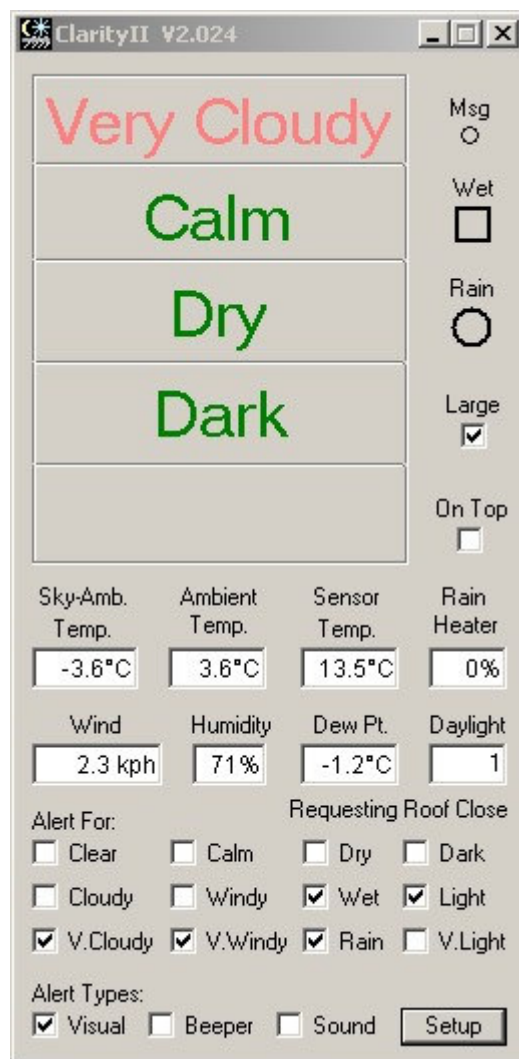 ClarityII V2.024
Very Cloudy
Msg
Calm
Wet
Dry
Rain
Dark
Large
On Top
Sky-Amb. Temp.
Ambient Temp.
Sensor Temp.
Rain Heater
-3.6°C 3.6°C 13.5°C 0%
Wind Humidity Dew Pt. Daylight
2.3 kph 71% -1.2°C 1
Alert For: Requesting Roof Close
Clear Calm Dry Dark
Cloudy Windy Wet Light
V.Cloudy V.Windy Rain V.Light
Alert Types:
Visual Beeper Sound Setup